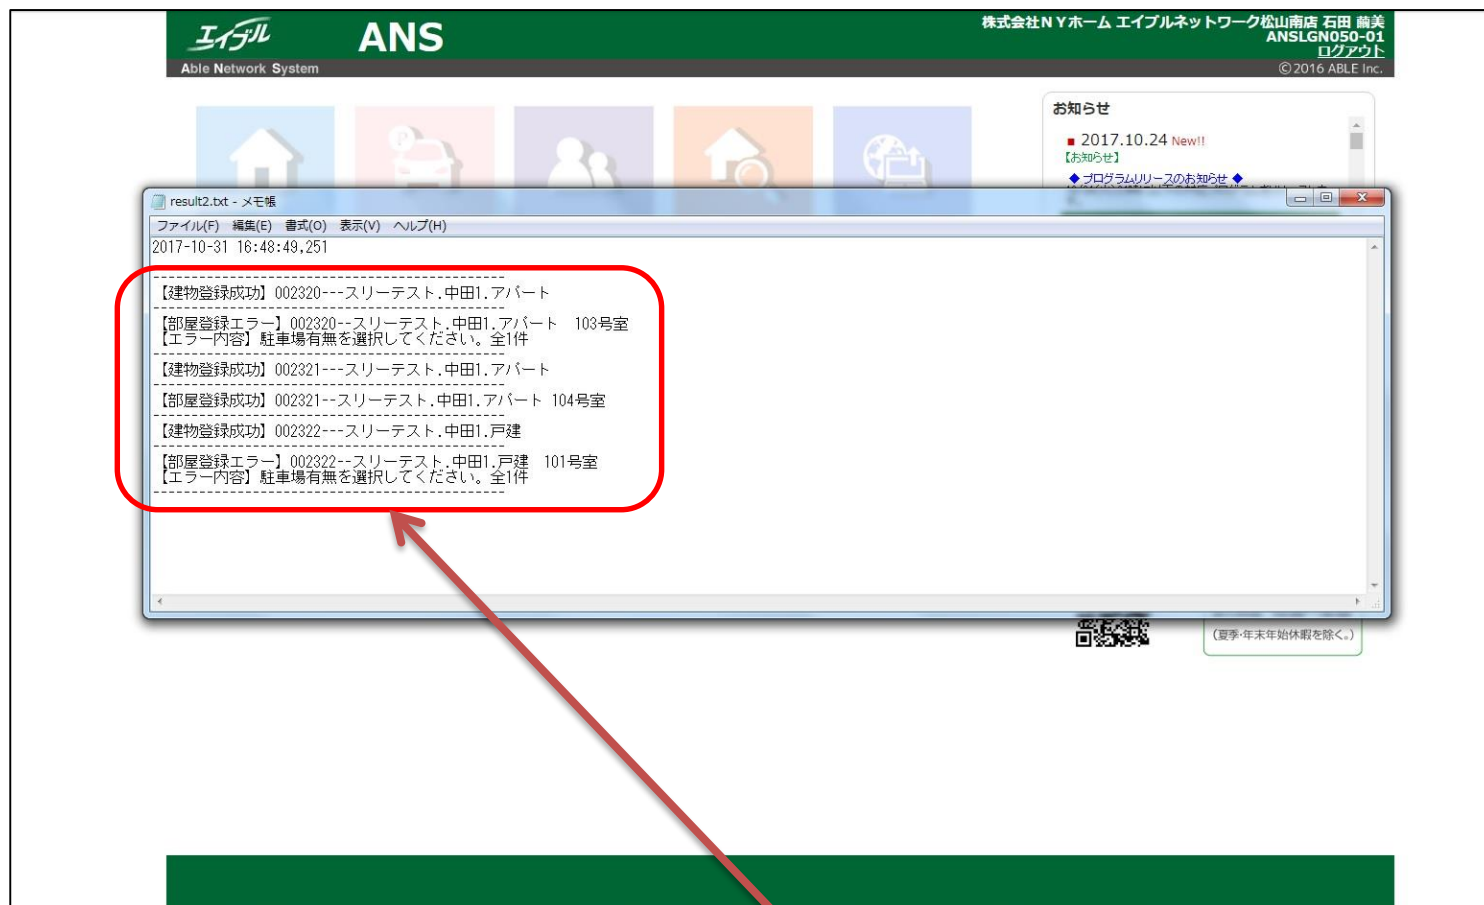 エイブル
ANS
株式会社NYホーム エイブルネットワーク松山南店 石田 繭美
ANSLGN050-01
ログアウト
Able Network System
©2016 ABLE Inc.
お知らせ
■ 2017.10.24 New!!
【お知らせ】
◆ プログラムリリースのお知らせ ◆
result2.txt - メモ帳
ファイル(F) 編集(E) 書式(O) 表示(V) ヘルプ(H)
2017-10-31 16:48:49,251
----------------------------------------------
【建物登録成功】002320---スリーテスト.中田1.アパート
----------------------------------------------
【部屋登録エラー】002320--スリーテスト.中田1.アパート　103号室
【エラー内容】駐車場有無を選択してください。全1件
----------------------------------------------
【建物登録成功】002321---スリーテスト.中田1.アパート
----------------------------------------------
【部屋登録成功】002321--スリーテスト.中田1.アパート 104号室
----------------------------------------------
【建物登録成功】002322---スリーテスト.中田1.戸建
----------------------------------------------
【部屋登録エラー】002322--スリーテスト.中田1.戸建　101号室
【エラー内容】駐車場有無を選択してください。全1件
----------------------------------------------
(夏季・年末年始休暇を除く。)